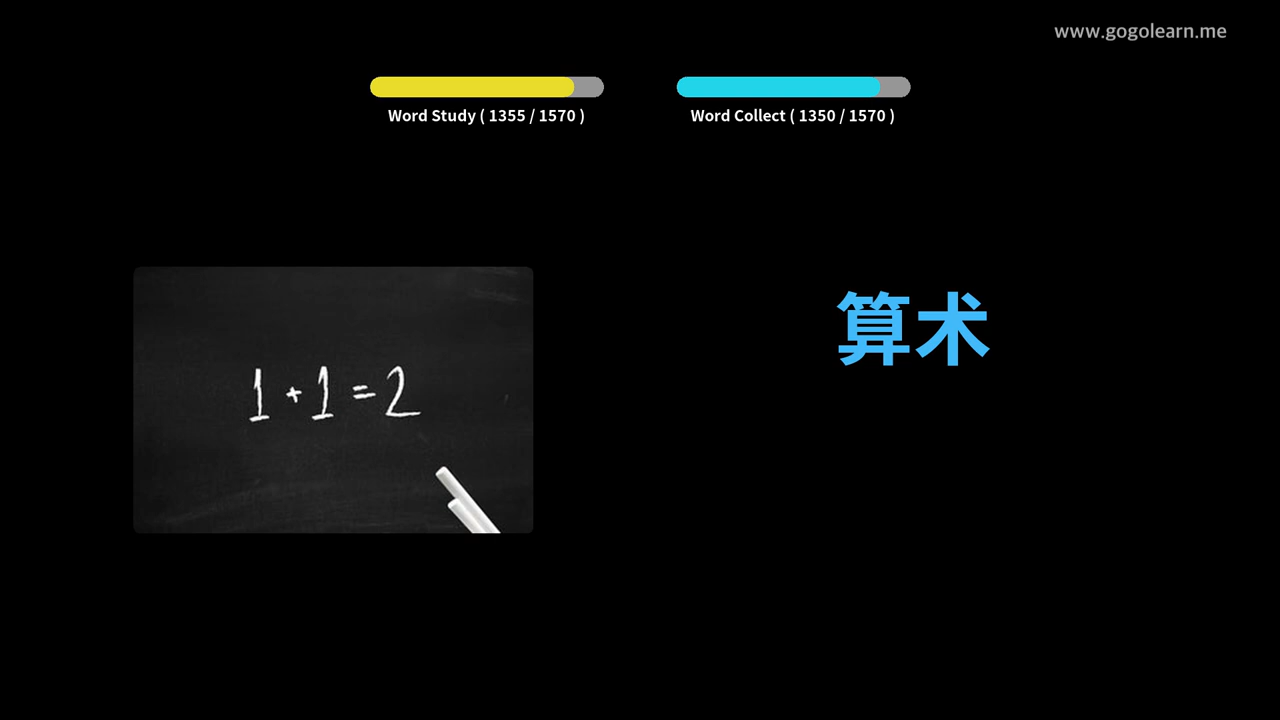 www.gogolearn.me
Word Study ( 1355 / 1570 )
Word Collect ( 1350 / 1570 )
算术
1 + 1 = 2